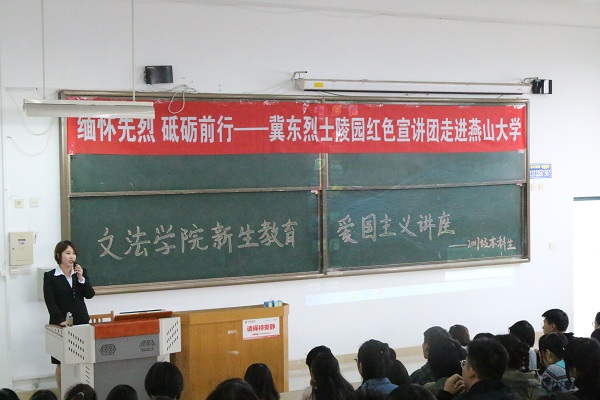 缅怀先烈 砥砺前行——冀东烈士陵园红色宣讲团走进燕山大学
文法学院新生教育 爱国主义讲座
——2019级本科生
请保持安静